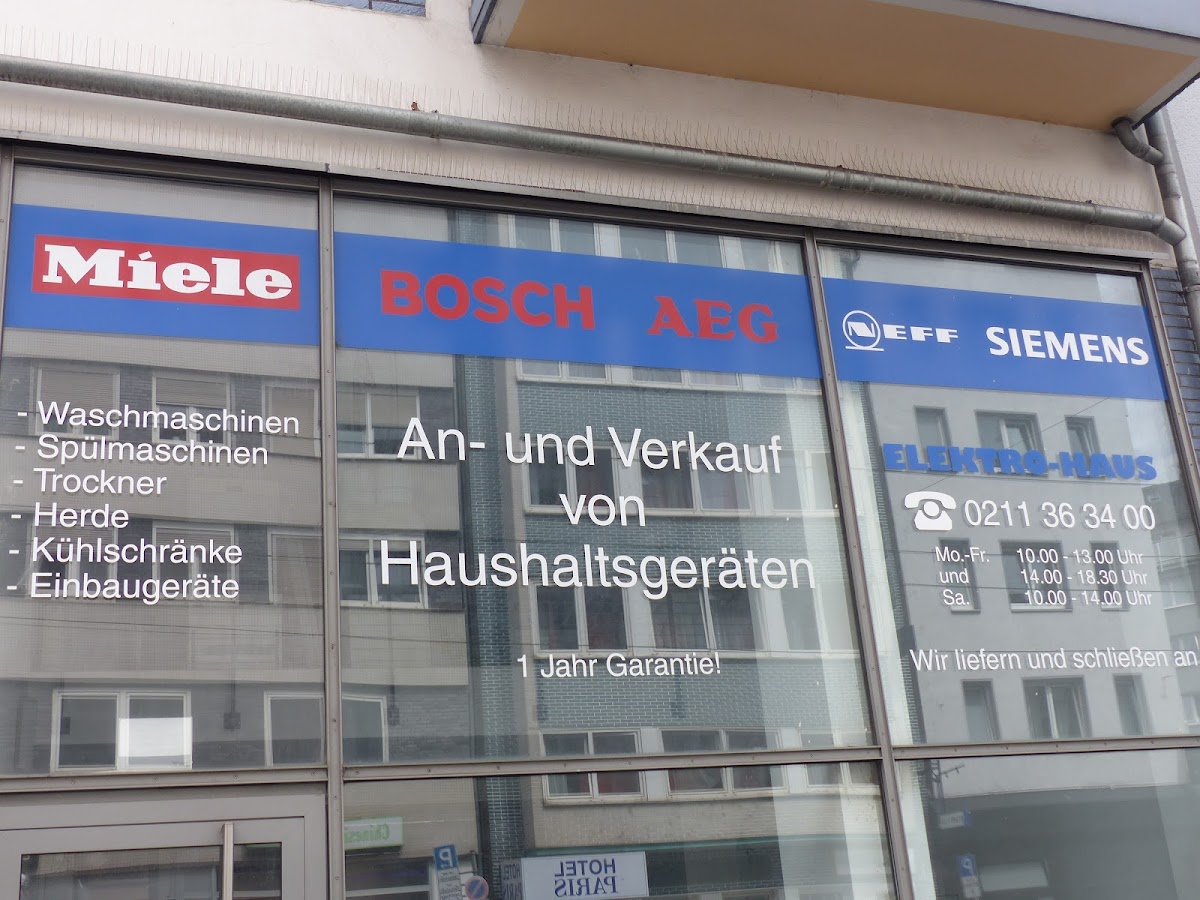 Miele
BOSCH AEG
NEFF SIEMENS
- Waschmaschinen
- Spülmaschinen
- Trockner
- Herde
- Kühlschränke
- Einbaugeräte
An- und Verkauf
von
Haushaltsgeräten
1 Jahr Garantie!
ELEKTRO-HAUS
0211 36 34 00
Mo.-Fr. 10.00 - 13.00 Uhr
und 14.00 - 18.30 Uhr
Sa. 10.00 - 14.00 Uhr
Wir liefern und schließen an
HOTEL
PARIS
P